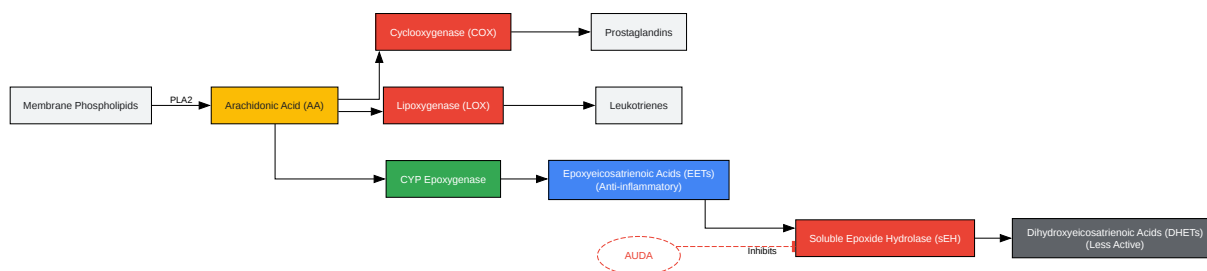 Cyclooxygenase (COX)
Prostaglandins
Membrane Phospholipids
PLA2
Arachidonic Acid (AA)
Lipoxygenase (LOX)
Leukotrienes
CYP Epoxygenase
Epoxyeicosatrienoic Acids (EETs)
(Anti-inflammatory)
AUDA
Inhibits
Soluble Epoxide Hydrolase (sEH)
Dihydroxyeicosatrienoic Acids (DHETs)
(Less Active)